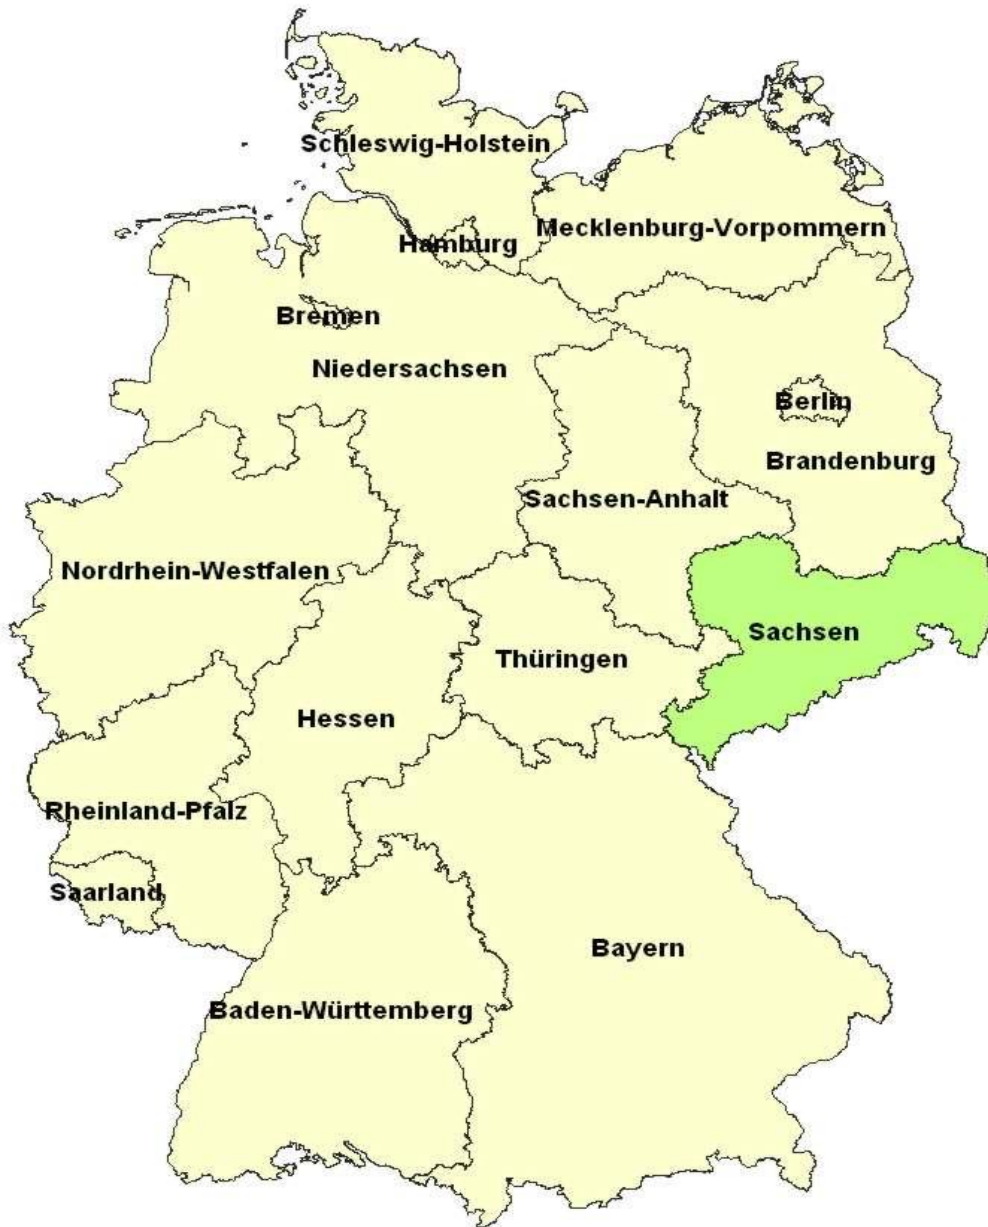 Schleswig-Holstein
Mecklenburg-Vorpommern
Hamburg
Bremen
Niedersachsen
Berlin
Brandenburg
Sachsen-Anhalt
Nordrhein-Westfalen
Sachsen
Thüringen
Hessen
Rheinland-Pfalz
Saarland
Bayern
Baden-Württemberg